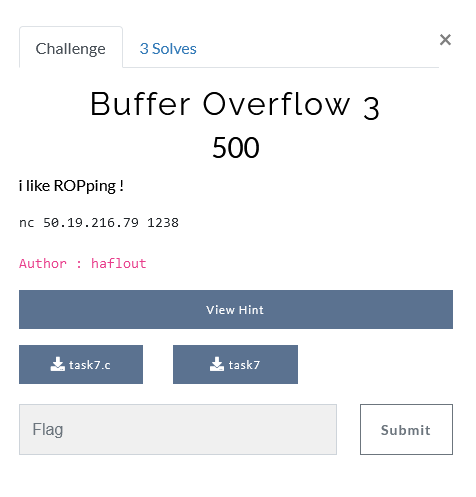 Challenge
3 Solves
×
Buffer Overflow 3
500
i like ROPping !
nc 50.19.216.79 1238
Author : haflout
View Hint
task7.c
task7
Flag
Submit